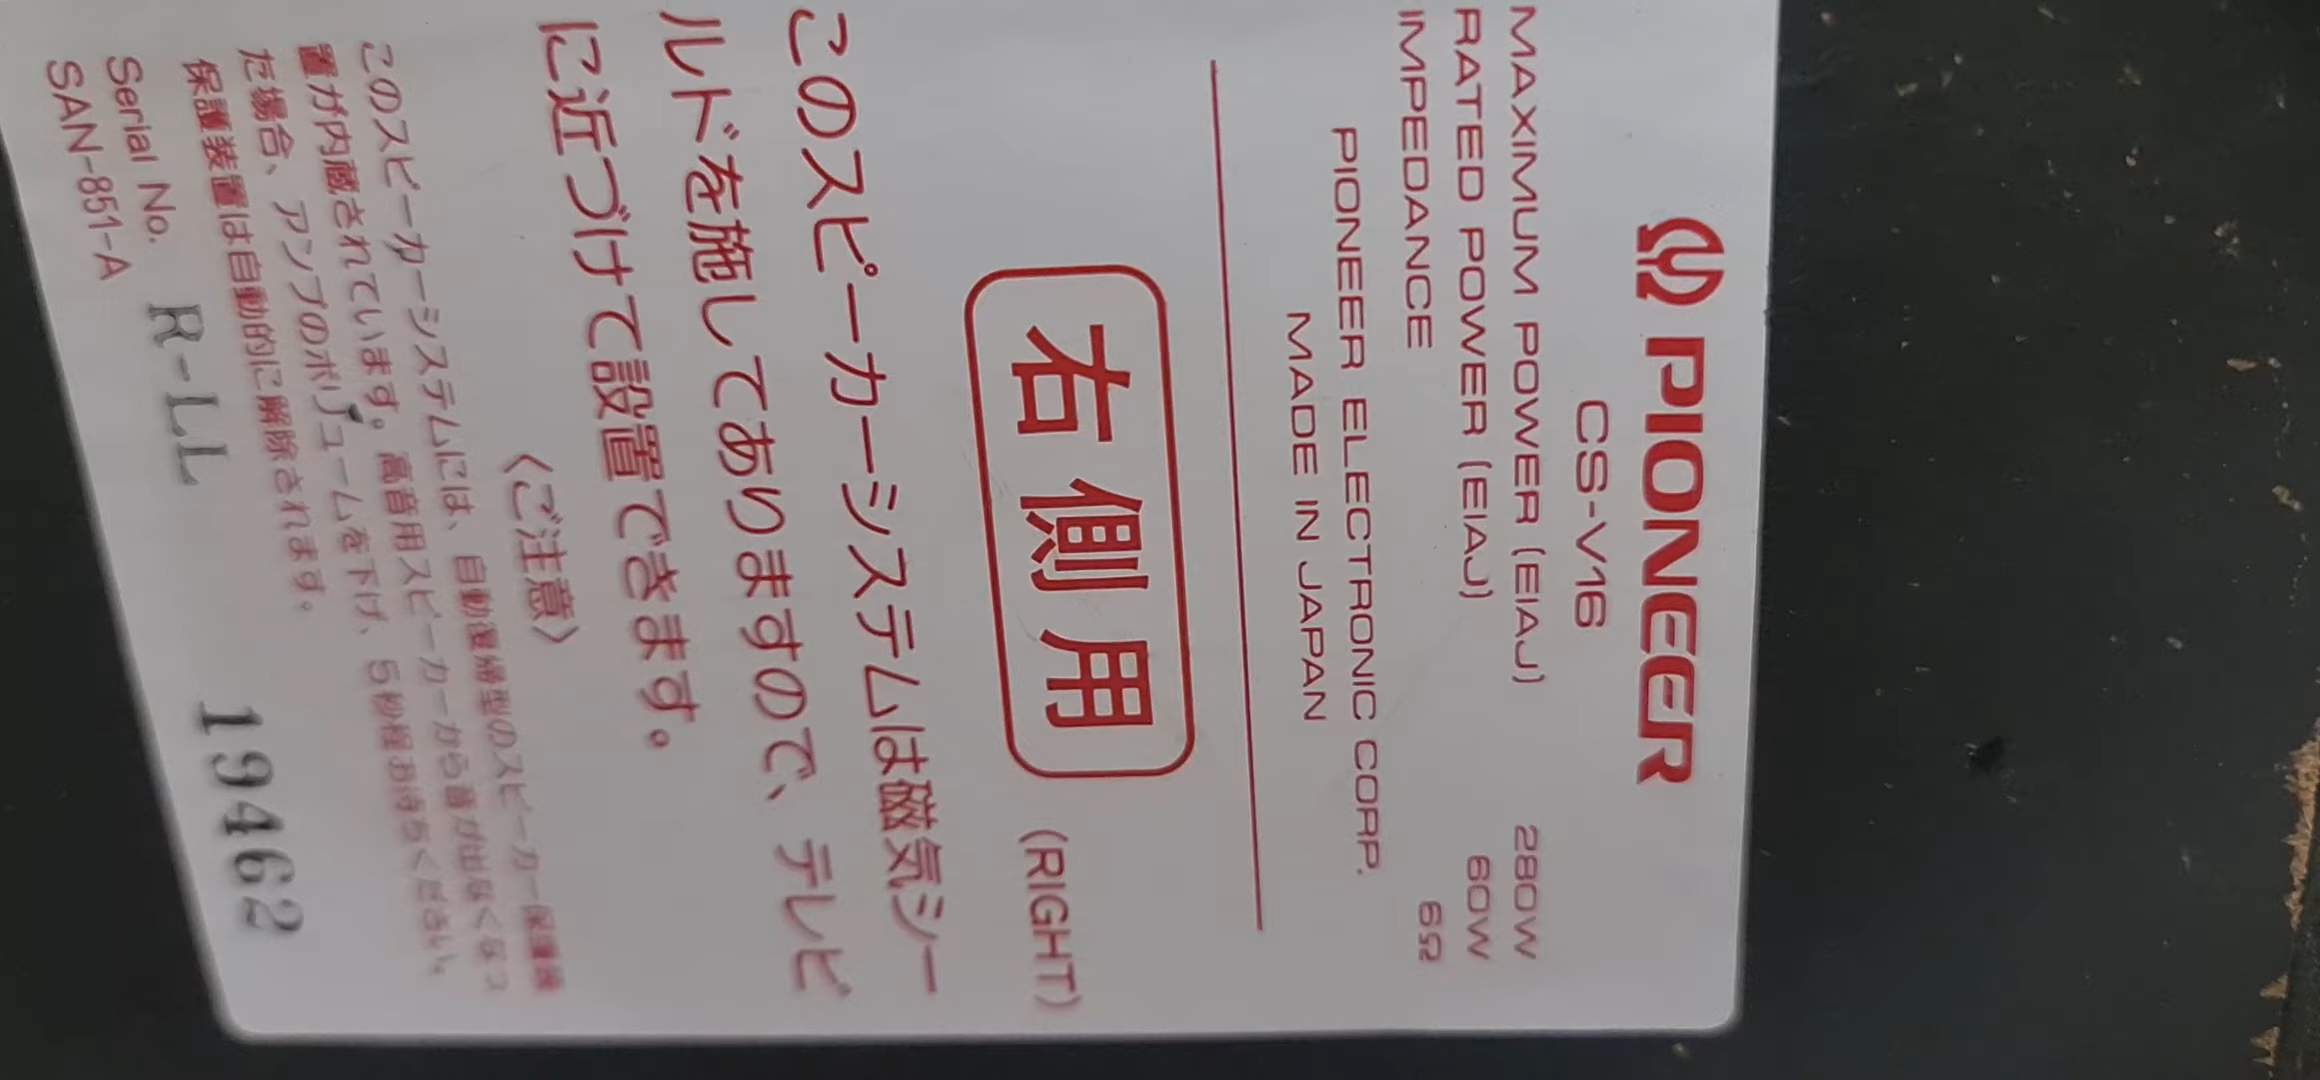 PIONEER
CS-V16
MAXIMUM POWER (EIAJ) 280W
RATED POWER (EIAJ) 60W
IMPEDANCE 6Ω
PIONEER ELECTRONIC CORP.
MADE IN JAPAN
右側用 (RIGHT)
このスピーカーシステムは磁気シー
ルドを施してありますので、テレビ
に近づけて設置できます。
〈ご注意〉
このスピーカーシステムには、自動復帰型のスピーカー保護装
置が内蔵されています。高音用スピーカーから音が出なくなっ
た場合、アンプのボリュームを下げ、5秒程お待ちください。
保護装置は自動的に解除されます。
Serial No. R-LL 19462
SAN-851-A